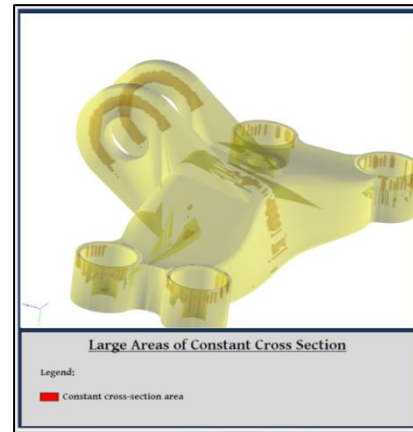 Large Areas of Constant Cross Section
Legend:
Constant cross-section area